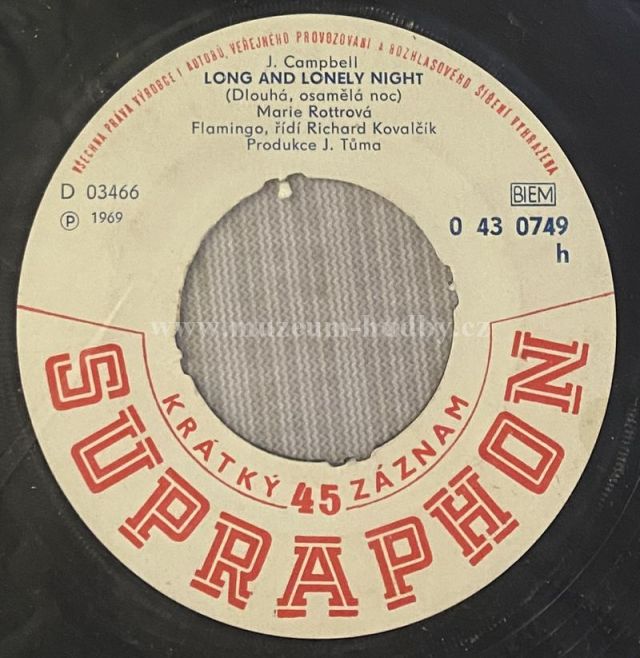 VŠECHNA PRÁVA VÝROBCE I AUTORŮ, VEŘEJNÉHO PROVOZOVÁNÍ A ROZHLASOVÉHO ŠÍŘENÍ VYHRAŽENA
J. Campbell
LONG AND LONELY NIGHT
(Dlouhá, osamělá noc)
Marie Rottrová
Flamingo, řídí Richard Kovalčík
Produkce J. Tůma
D 03466
℗ 1969
BIEM
0 43 0749
h
www.muzeum-hudby.cz
KRÁTKÝ 45 ZÁZNAM
SUPRAPHON